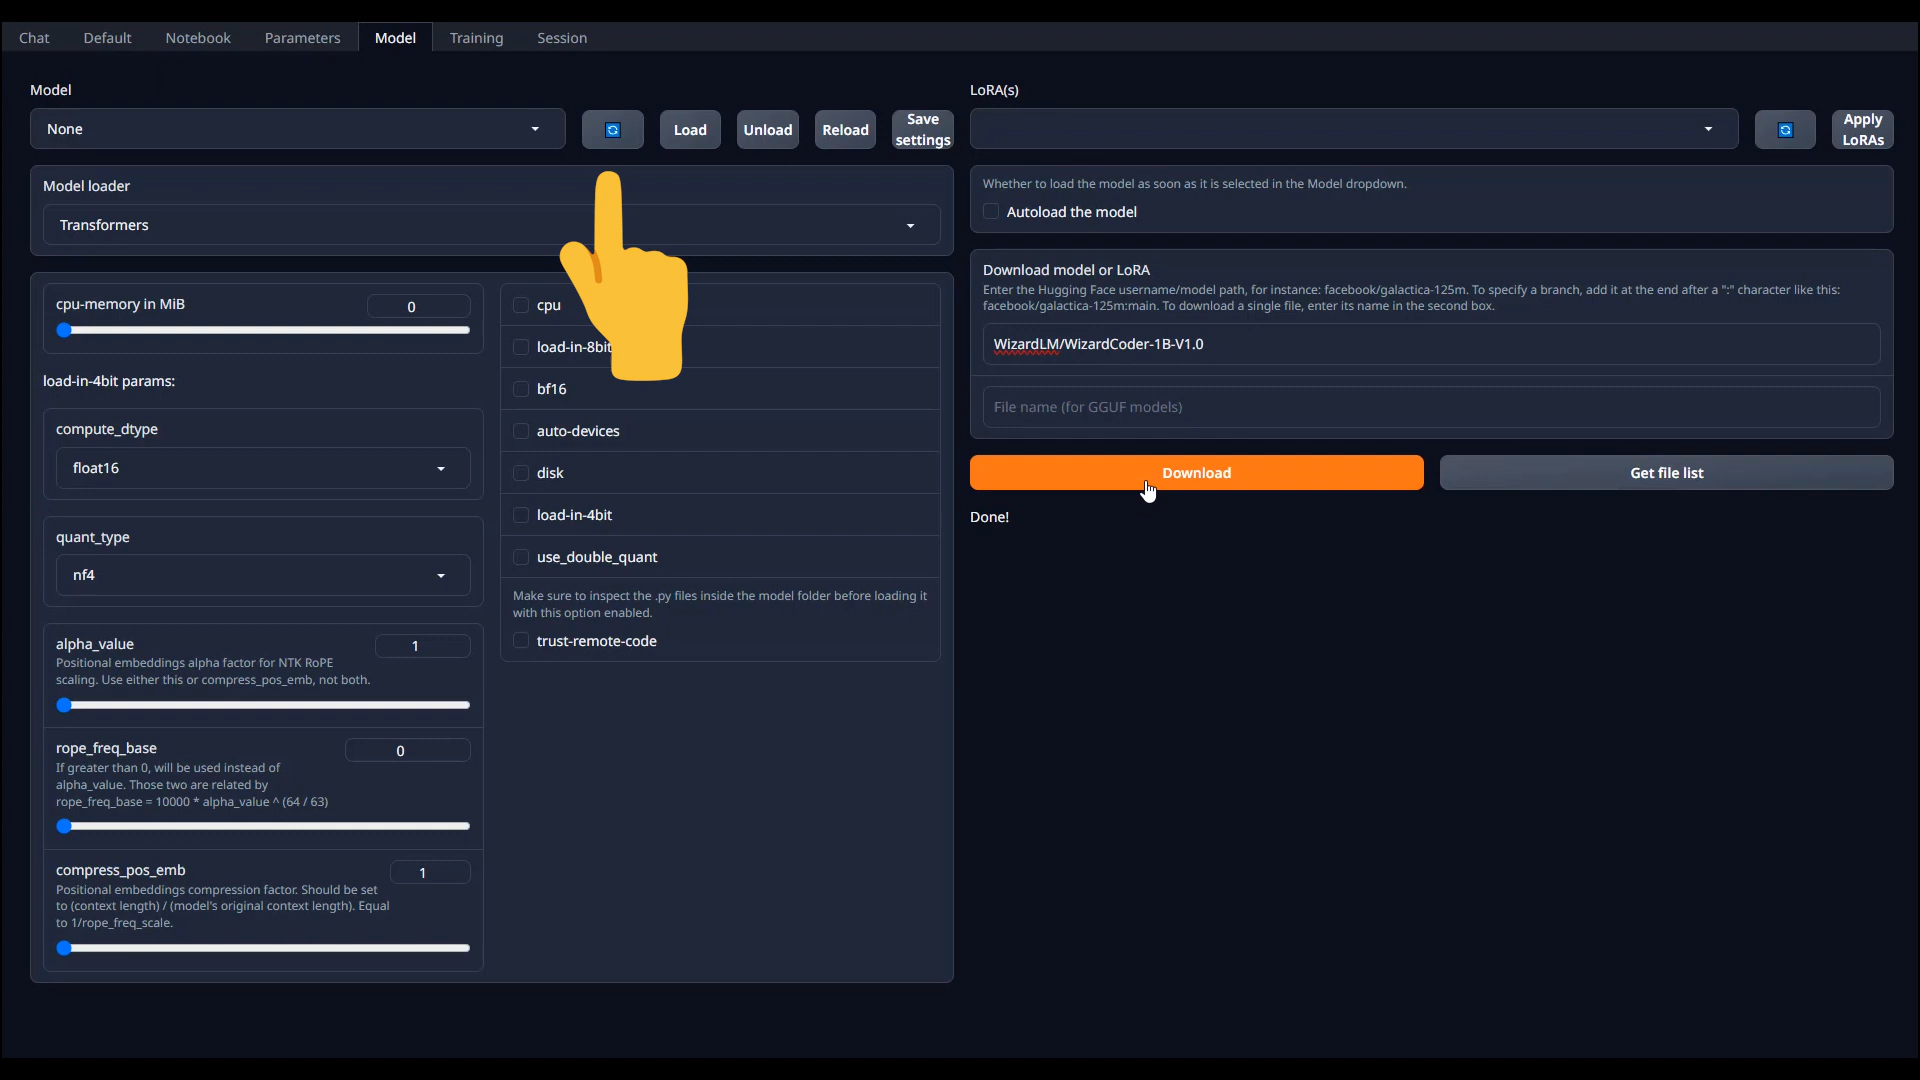 Chat Default Notebook Parameters Model Training Session
Model
None
Load
Unload
Reload
Save
settings
Model loader
Transformers
cpu-memory in MiB
0
load-in-4bit params:
compute_dtype
float16
quant_type
nf4
alpha_value
1
Positional embeddings alpha factor for NTK RoPE
scaling. Use either this or compress_pos_emb, not both.
rope_freq_base
0
If greater than 0, will be used instead of
alpha_value. Those two are related by
rope_freq_base = 10000 * alpha_value ^ (64 / 63)
compress_pos_emb
1
Positional embeddings compression factor. Should be set
to (context length) / (model's original context length). Equal
to 1/rope_freq_scale.
cpu
load-in-8bit
bf16
auto-devices
disk
load-in-4bit
use_double_quant
Make sure to inspect the .py files inside the model folder before loading it
with this option enabled.
trust-remote-code
LoRA(s)
Apply
LoRAs
Whether to load the model as soon as it is selected in the Model dropdown.
Autoload the model
Download model or LoRA
Enter the Hugging Face username/model path, for instance: facebook/galactica-125m. To specify a branch, add it at the end after a ":" character like this:
facebook/galactica-125m:main. To download a single file, enter its name in the second box.
WizardLM/WizardCoder-1B-V1.0
File name (for GGUF models)
Download
Get file list
Done!